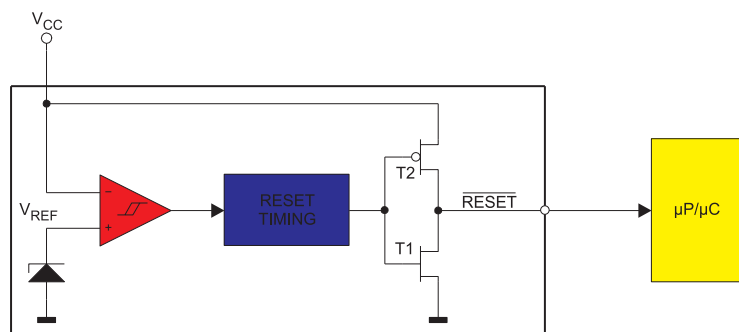 VCC
T2
VREF
−
+
RESET
TIMING
RESET
µP/µC
T1